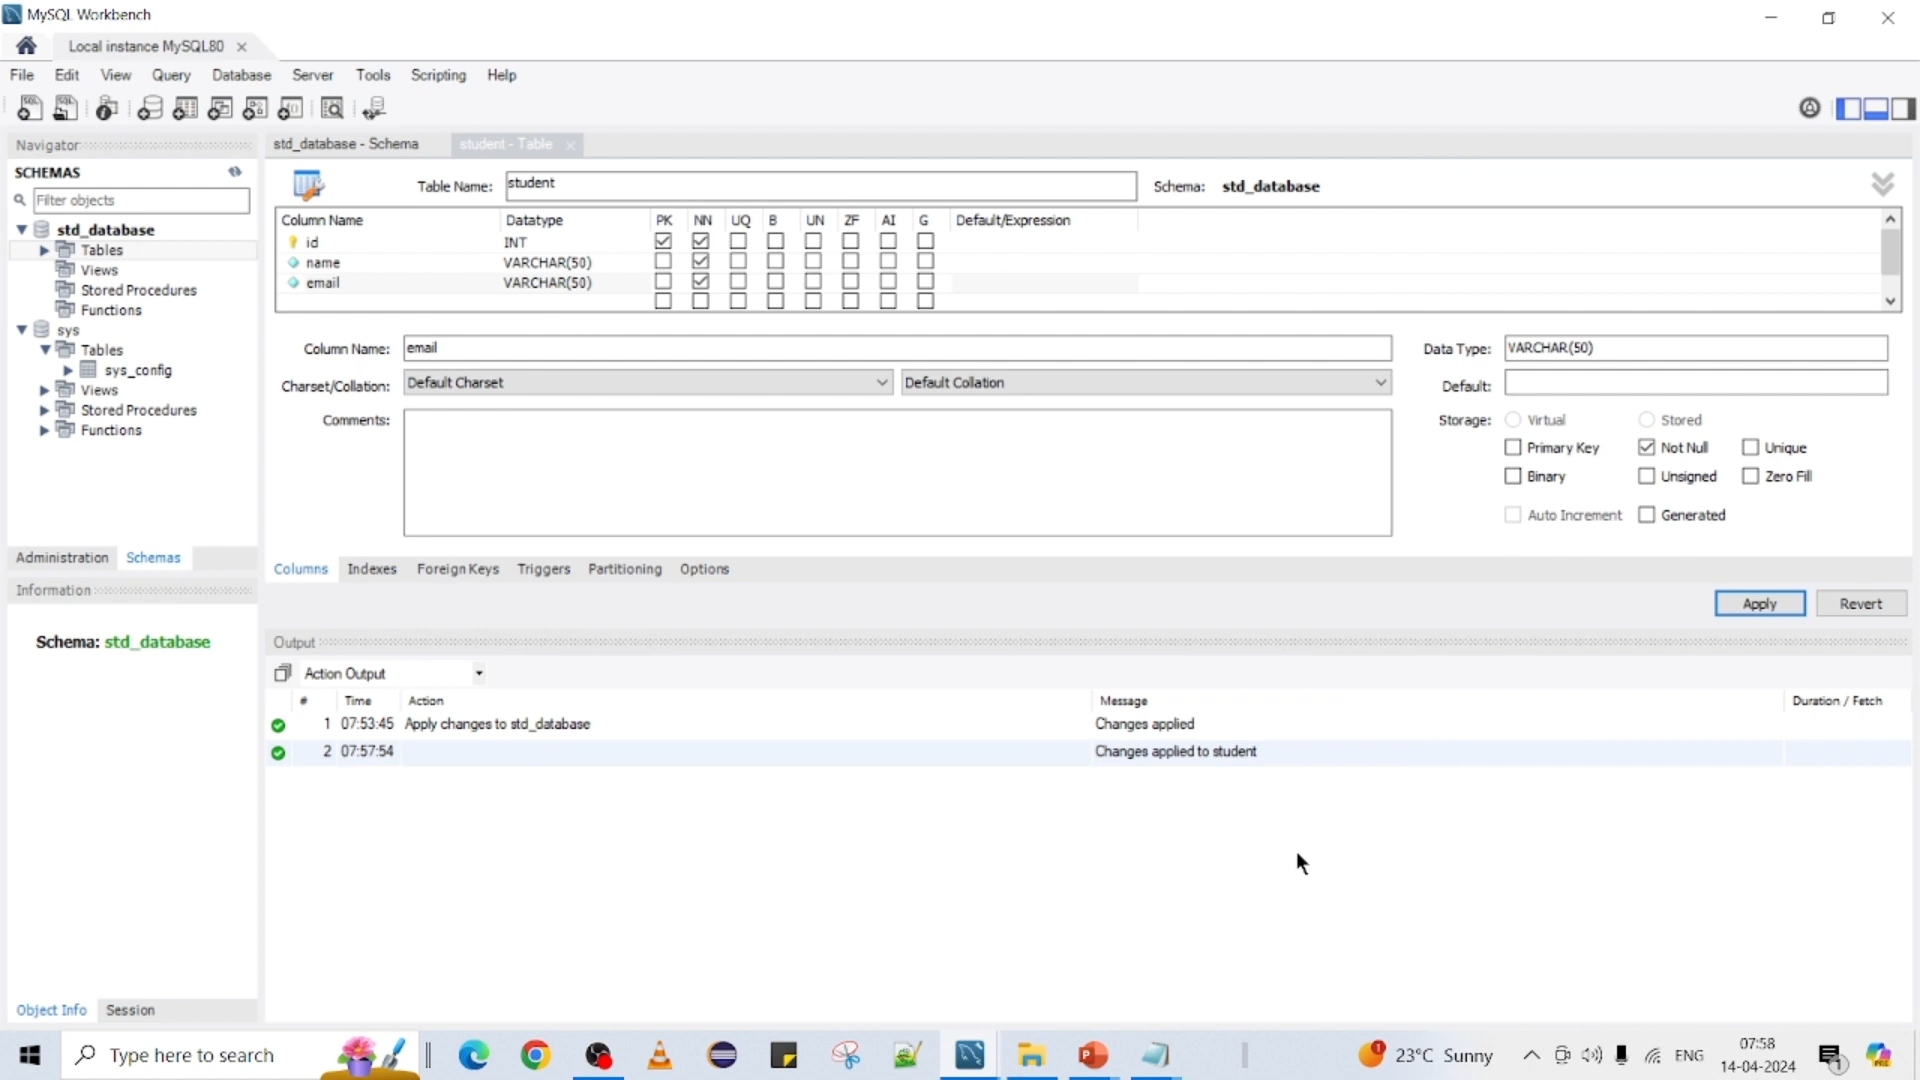 MySQL Workbench
Local instance MySQL80
File Edit View Query Database Server Tools Scripting Help
Navigator
SCHEMAS
Filter objects
std_database
Tables
Views
Stored Procedures
Functions
sys
Tables
sys_config
Views
Stored Procedures
Functions
Administration Schemas
Information
Schema: std_database
Object Info Session
std_database - Schema student - Table
Table Name: student Schema: std_database
Column Name Datatype PK NN UQ B UN ZF AI G Default/Expression
id INT
name VARCHAR(50)
email VARCHAR(50)
Column Name: email Data Type: VARCHAR(50)
Charset/Collation: Default Charset Default Collation Default:
Comments: Storage: Virtual Stored
Primary Key Not Null Unique
Binary Unsigned Zero Fill
Auto Increment Generated
Columns Indexes Foreign Keys Triggers Partitioning Options
Apply Revert
Output
Action Output
# Time Action Message Duration / Fetch
1 07:53:45 Apply changes to std_database Changes applied
2 07:57:54 Changes applied to student
Type here to search
23°C Sunny
ENG
07:58
14-04-2024